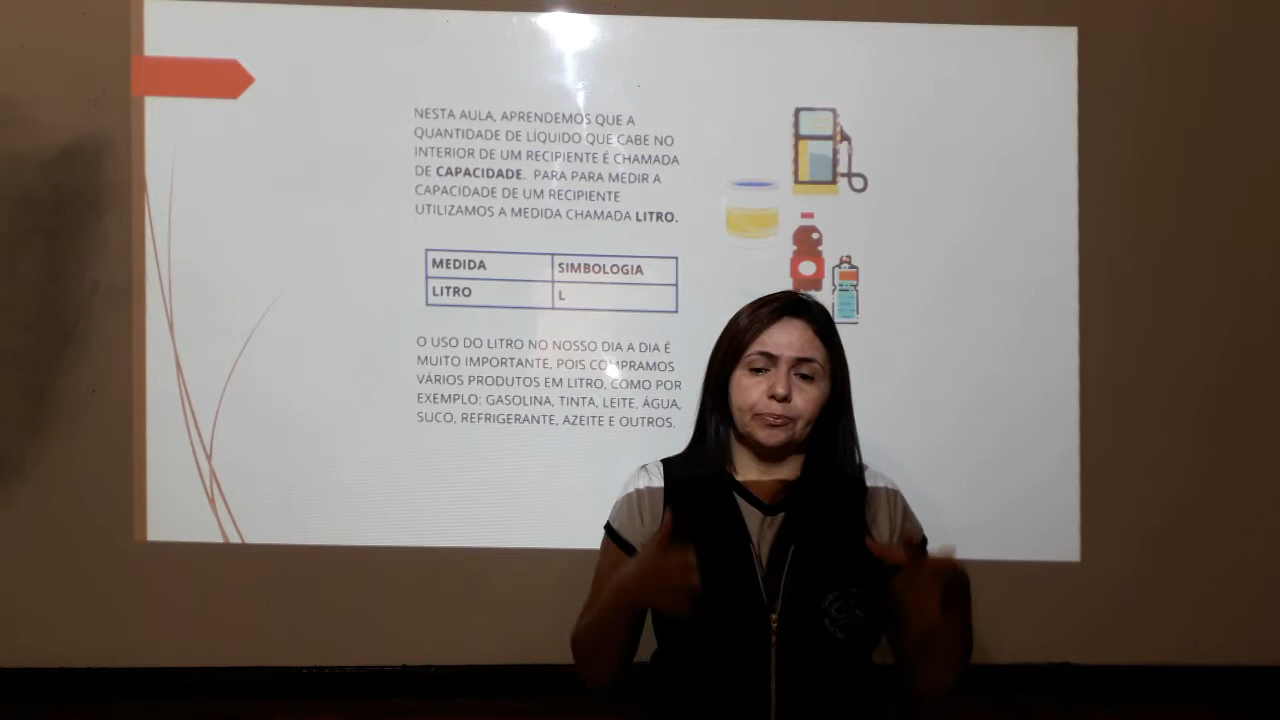 NESTA AULA, APRENDEMOS QUE A
QUANTIDADE DE LÍQUIDO QUE CABE NO
INTERIOR DE UM RECIPIENTE É CHAMADA
DE CAPACIDADE. PARA PARA MEDIR A
CAPACIDADE DE UM RECIPIENTE
UTILIZAMOS A MEDIDA CHAMADA LITRO.
MEDIDA SIMBOLOGIA
LITRO L
O USO DO LITRO NO NOSSO DIA A DIA É
MUITO IMPORTANTE, POIS COMPRAMOS
VÁRIOS PRODUTOS EM LITRO, COMO POR
EXEMPLO: GASOLINA, TINTA, LEITE, ÁGUA,
SUCO, REFRIGERANTE, AZEITE E OUTROS.